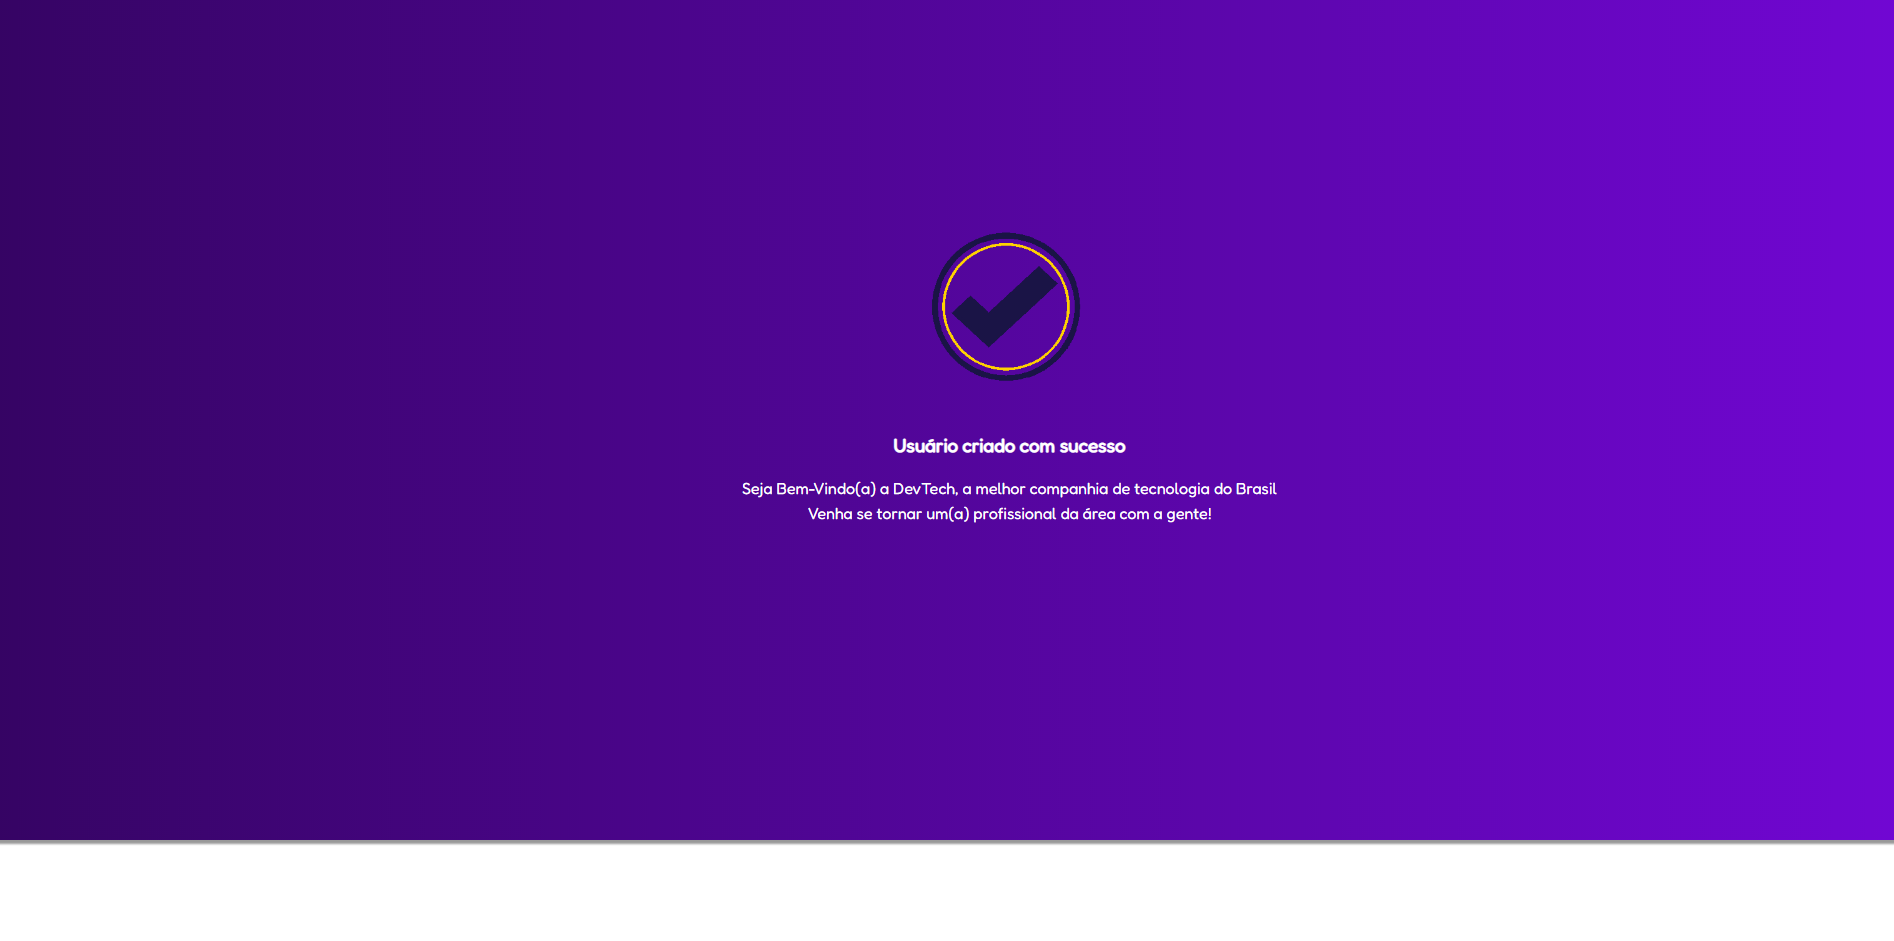 Usuário criado com sucesso
Seja Bem-Vindo(a) a DevTech, a melhor companhia de tecnologia do Brasil
Venha se tornar um(a) profissional da área com a gente!